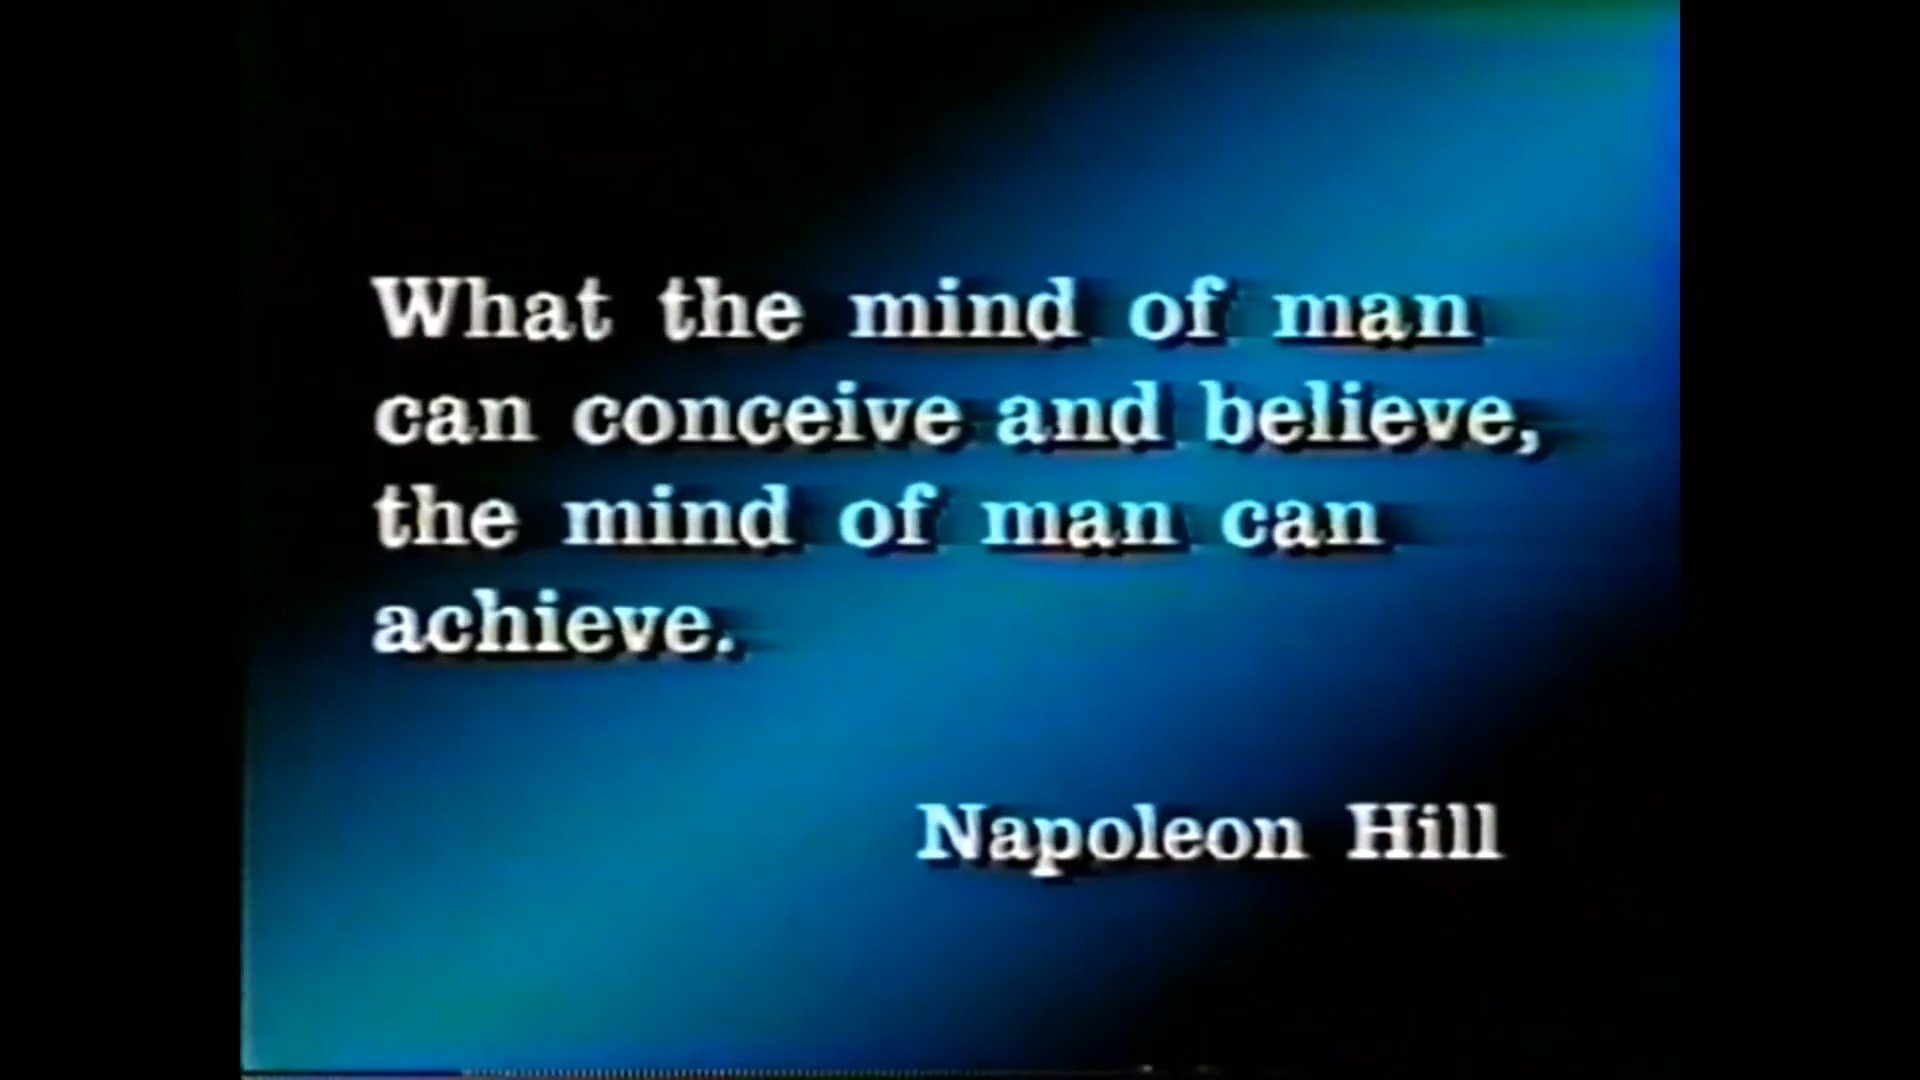 What the mind of man
can conceive and believe,
the mind of man can
achieve.
Napoleon Hill